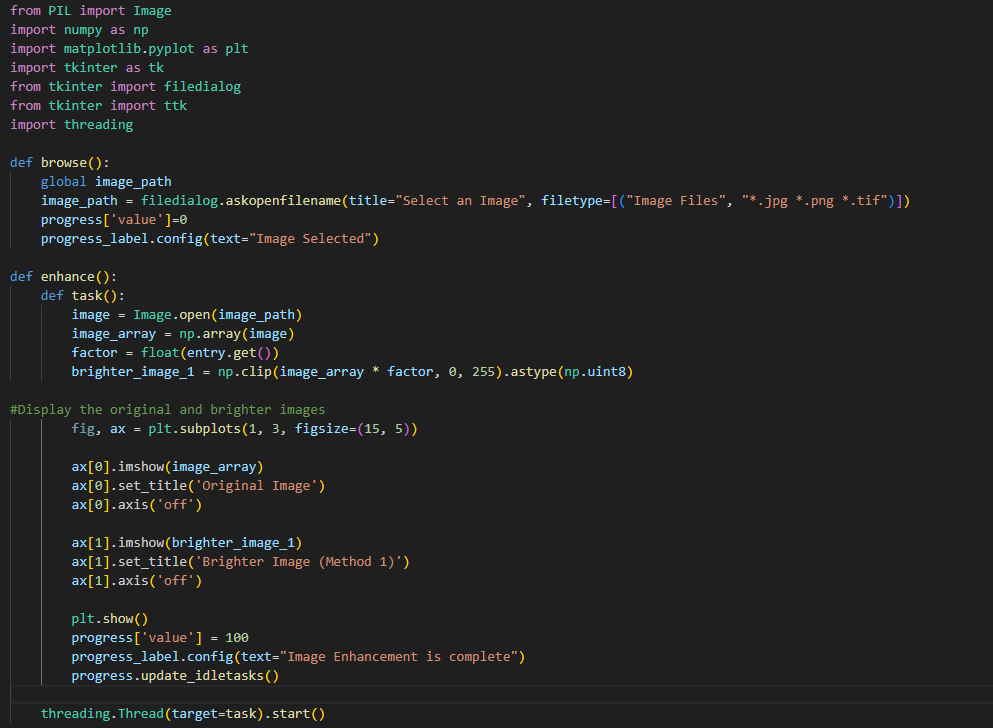 from PIL import Image
import numpy as np
import matplotlib.pyplot as plt
import tkinter as tk
from tkinter import filedialog
from tkinter import ttk
import threading

def browse():
    global image_path
    image_path = filedialog.askopenfilename(title="Select an Image", filetype=[("Image Files", "*.jpg *.png *.tif")])
    progress['value']=0
    progress_label.config(text="Image Selected")

def enhance():
    def task():
        image = Image.open(image_path)
        image_array = np.array(image)
        factor = float(entry.get())
        brighter_image_1 = np.clip(image_array * factor, 0, 255).astype(np.uint8)

#Display the original and brighter images
        fig, ax = plt.subplots(1, 3, figsize=(15, 5))

        ax[0].imshow(image_array)
        ax[0].set_title('Original Image')
        ax[0].axis('off')

        ax[1].imshow(brighter_image_1)
        ax[1].set_title('Brighter Image (Method 1)')
        ax[1].axis('off')

        plt.show()
        progress['value'] = 100
        progress_label.config(text="Image Enhancement is complete")
        progress.update_idletasks()

    threading.Thread(target=task).start()